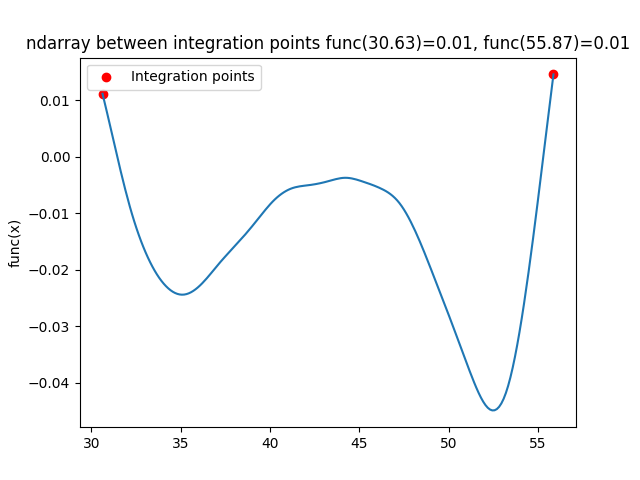 ndarray between integration points func(30.63)=0.01, func(55.87)=0.01
Integration points
0.01
0.00
−0.01
−0.02
−0.03
−0.04
func(x)
30 35 40 45 50 55